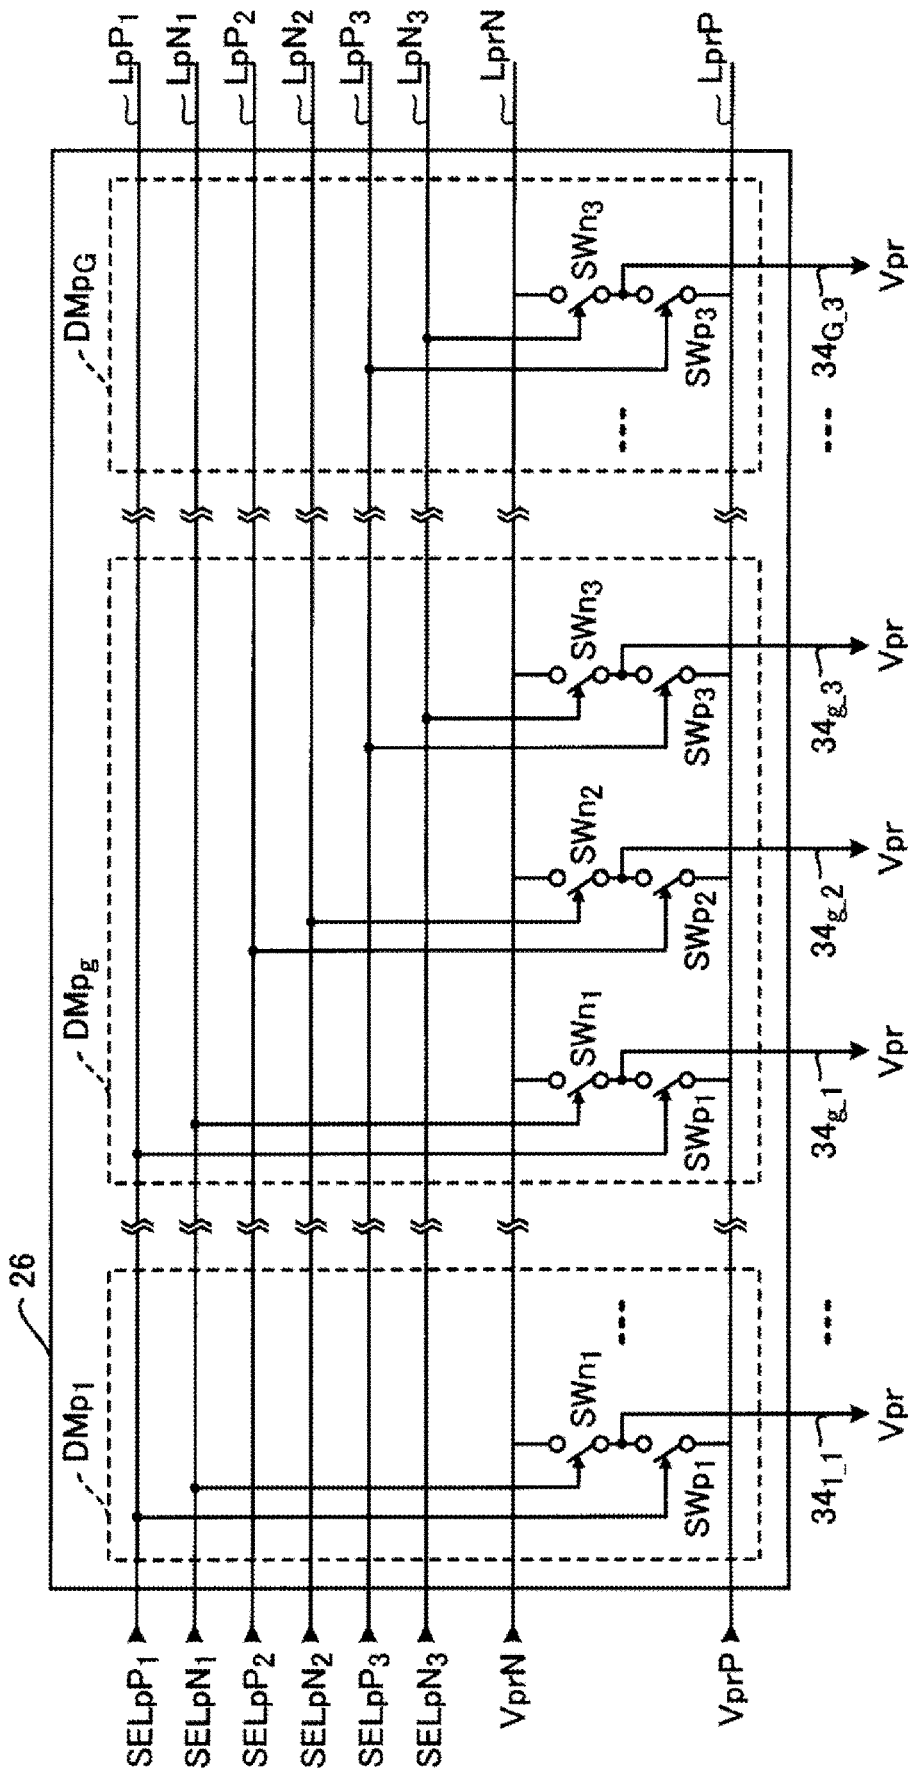 LpP1
LpN1
LpP2
LpN2
LpP3
LpN3
LprN
LprP
DMpG
SWn3
SWp3
34G_3
Vpr
DMpg
SWn3
SWp3
34g_3
Vpr
SWn2
SWp2
34g_2
Vpr
SWn1
SWp1
34g_1
Vpr
26
DMp1
SWn1
SWp1
341_1
Vpr
SELpP1
SELpN1
SELpP2
SELpN2
SELpP3
SELpN3
VprN
VprP